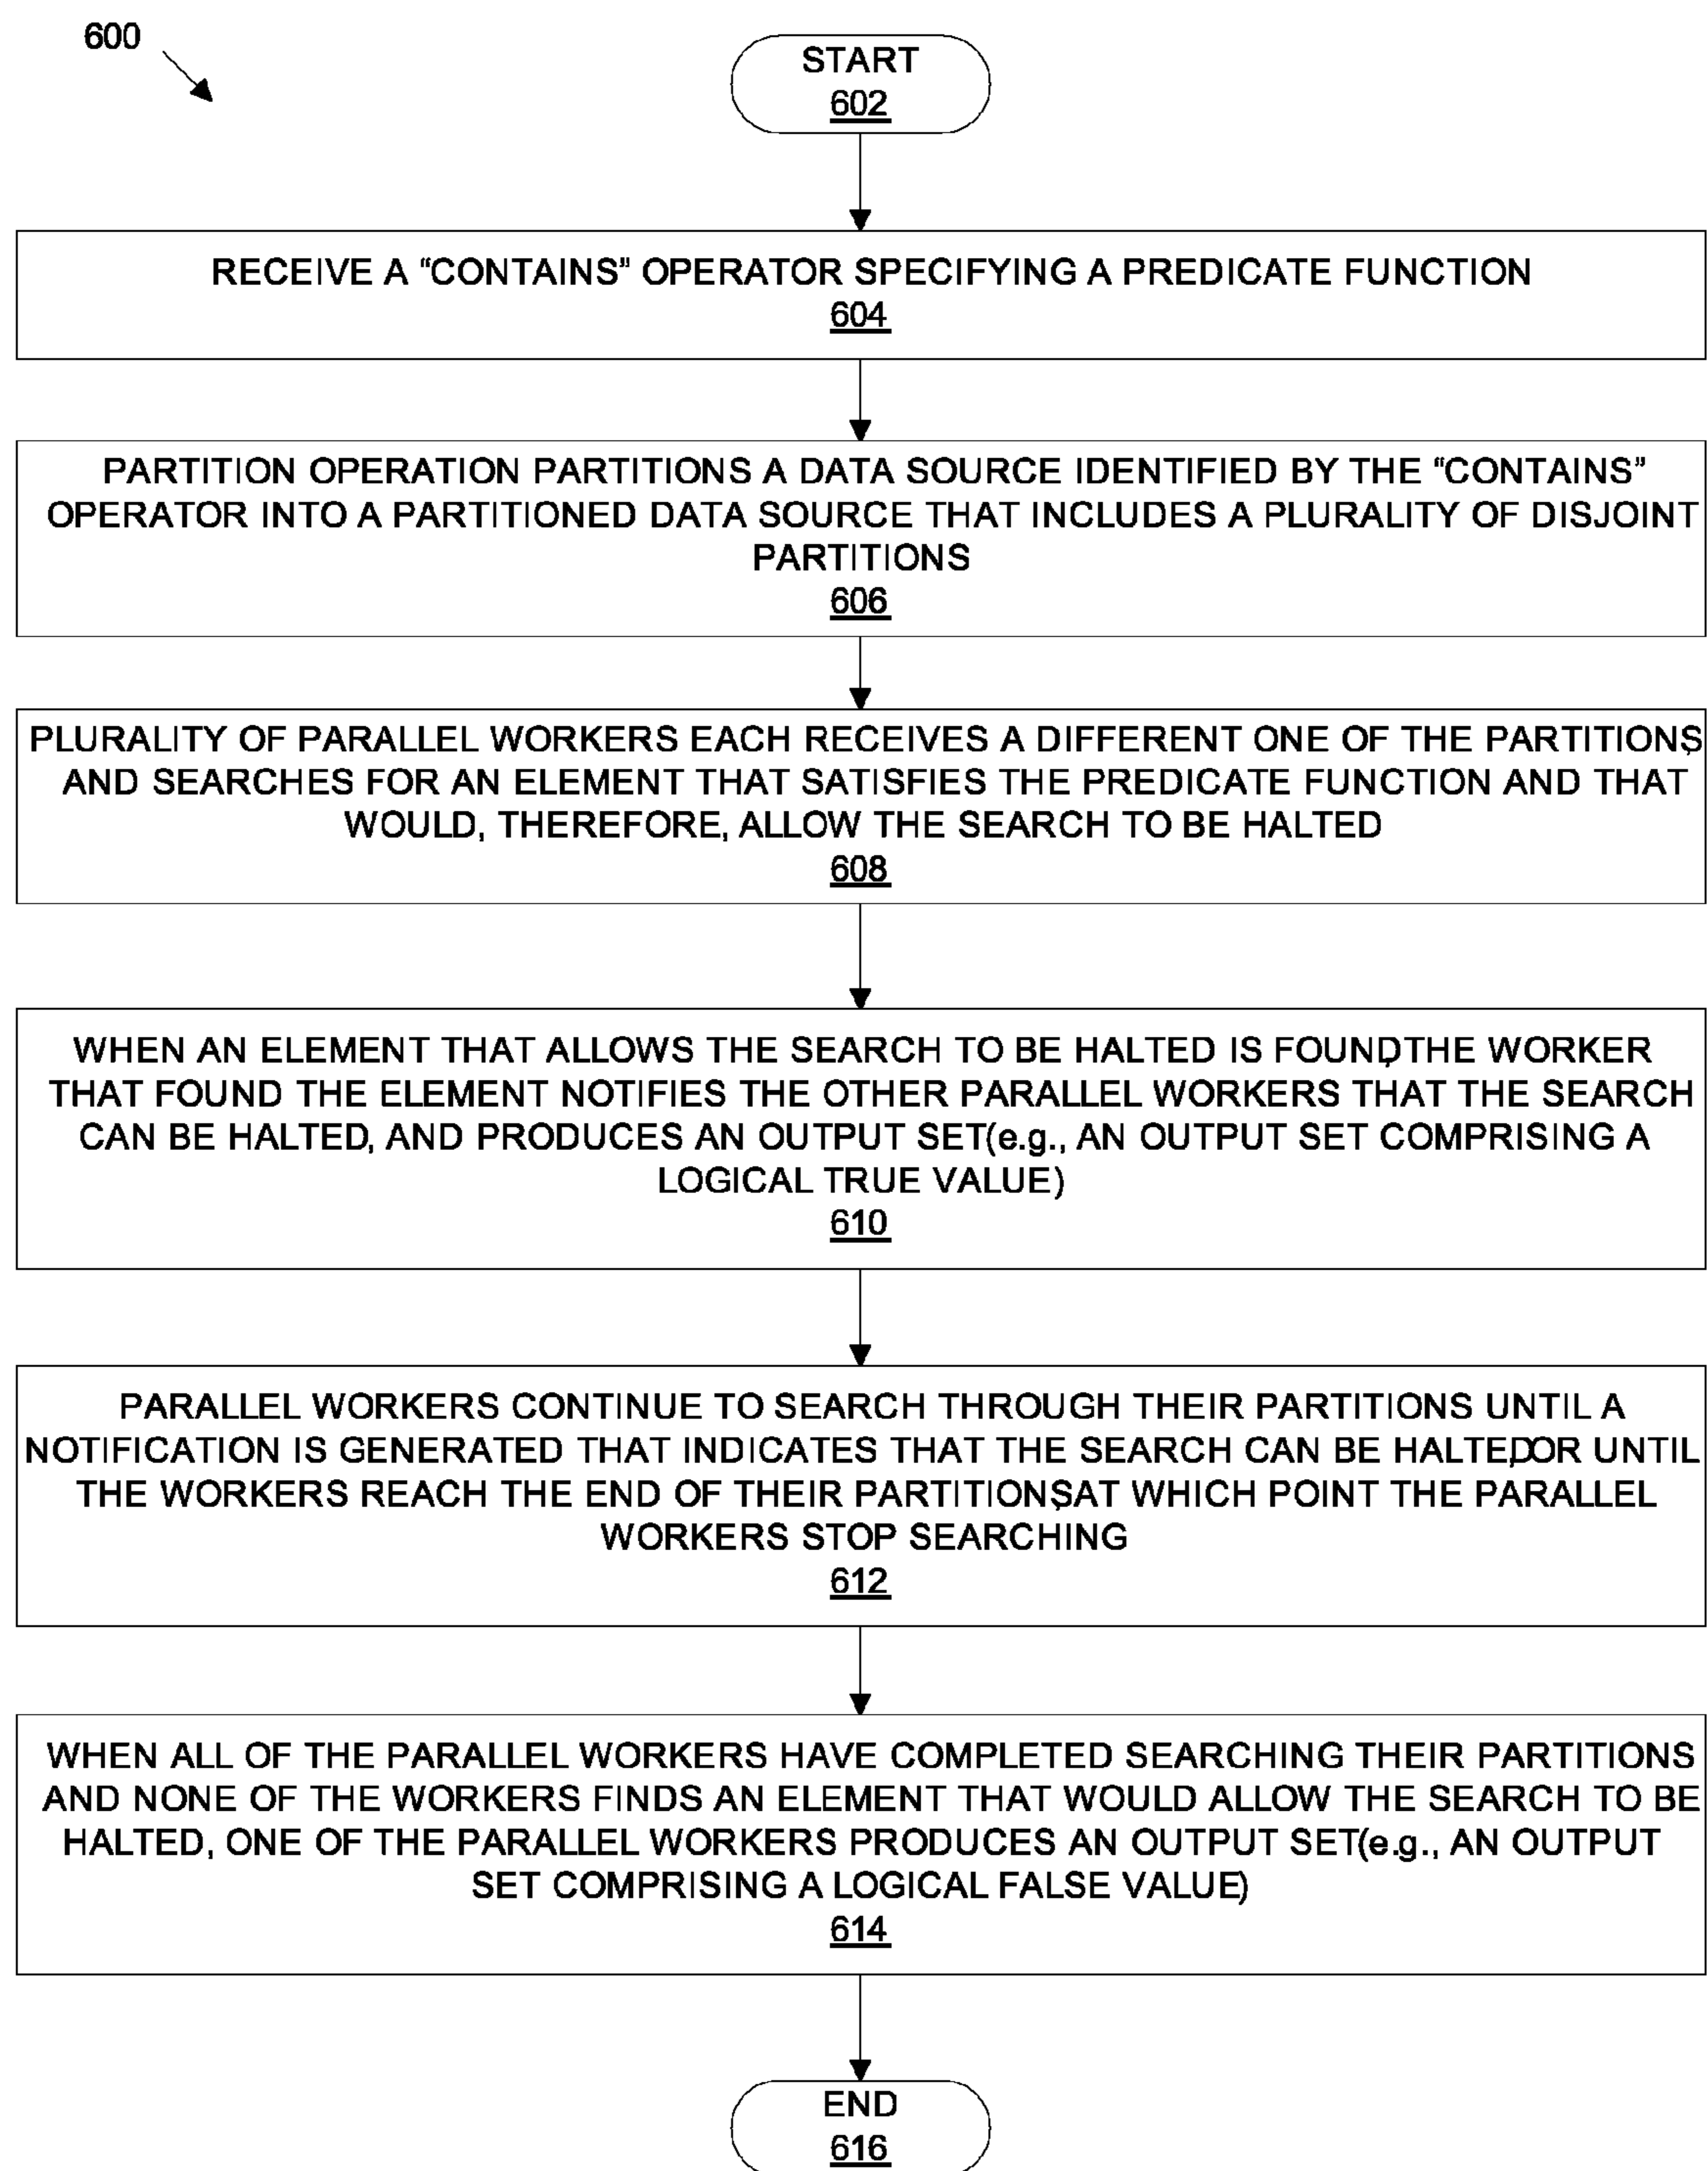 600
START
602
RECEIVE A “CONTAINS” OPERATOR SPECIFYING A PREDICATE FUNCTION
604
PARTITION OPERATION PARTITIONS A DATA SOURCE IDENTIFIED BY THE “CONTAINS”
OPERATOR INTO A PARTITIONED DATA SOURCE THAT INCLUDES A PLURALITY OF DISJOINT
PARTITIONS
606
PLURALITY OF PARALLEL WORKERS EACH RECEIVES A DIFFERENT ONE OF THE PARTITIONS,
AND SEARCHES FOR AN ELEMENT THAT SATISFIES THE PREDICATE FUNCTION AND THAT
WOULD, THEREFORE, ALLOW THE SEARCH TO BE HALTED
608
WHEN AN ELEMENT THAT ALLOWS THE SEARCH TO BE HALTED IS FOUND, THE WORKER
THAT FOUND THE ELEMENT NOTIFIES THE OTHER PARALLEL WORKERS THAT THE SEARCH
CAN BE HALTED, AND PRODUCES AN OUTPUT SET (e.g., AN OUTPUT SET COMPRISING A
LOGICAL TRUE VALUE)
610
PARALLEL WORKERS CONTINUE TO SEARCH THROUGH THEIR PARTITIONS UNTIL A
NOTIFICATION IS GENERATED THAT INDICATES THAT THE SEARCH CAN BE HALTED, OR UNTIL
THE WORKERS REACH THE END OF THEIR PARTITIONS, AT WHICH POINT THE PARALLEL
WORKERS STOP SEARCHING
612
WHEN ALL OF THE PARALLEL WORKERS HAVE COMPLETED SEARCHING THEIR PARTITIONS
AND NONE OF THE WORKERS FINDS AN ELEMENT THAT WOULD ALLOW THE SEARCH TO BE
HALTED, ONE OF THE PARALLEL WORKERS PRODUCES AN OUTPUT SET (e.g., AN OUTPUT
SET COMPRISING A LOGICAL FALSE VALUE)
614
END
616